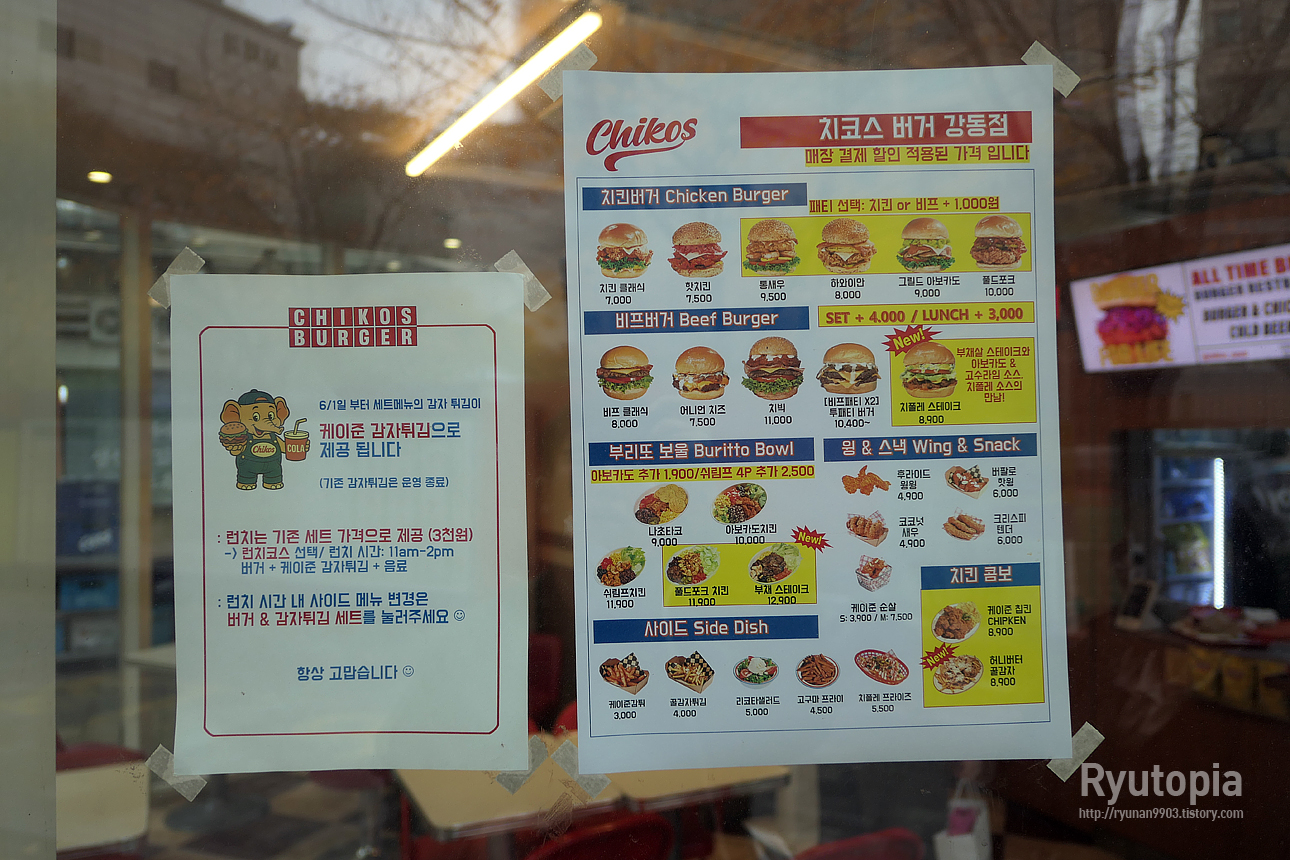 CHIKOS
BURGER
6/1일 부터 세트메뉴의 감자 튀김이
케이준 감자튀김으로
제공 됩니다
(기존 감자튀김은 운영 종료)
Chikos
COLA
: 런치는 기존 세트 가격으로 제공 (3천원)
-> 런치코스 선택/ 런치 시간: 11am-2pm
버거 + 케이준 감자튀김 + 음료
: 런치 시간 내 사이드 메뉴 변경은
버거 & 감자튀김 세트를 눌러주세요 ☺
항상 고맙습니다 ☺
Chikos
치코스 버거 강동점
매장 결제 할인 적용된 가격 입니다
치킨버거 Chicken Burger
패티 선택: 치킨 or 비프 + 1,000원
치킨 클래식
7,000
핫치킨
7,500
통새우
9,500
하와이안
8,000
그릴드 아보카도
9,000
풀드포크
10,000
비프버거 Beef Burger
SET + 4,000 / LUNCH + 3,000
비프 클래식
8,000
어니언 치즈
7,500
치빅
11,000
[비프패티 X2]
투패티 버거
10,400~
New!
치폴레 스테이크
8,900
부채살 스테이크와
아보카도 &
고수라임 소스
치폴레 소스의
만남!
부리또 보울 Buritto Bowl
아보카도 추가 1,900/쉬림프 4P 추가 2,500
나초타코
9,000
아보카도치킨
10,000
New!
쉬림프치킨
11,900
풀드포크 치킨
11,900
부채 스테이크
12,900
윙 & 스낵 Wing & Snack
후라이드
윙윙
4,900
버팔로
핫윙
6,000
코코넛
새우
4,900
크리스피
텐더
6,000
케이준 순살
S: 3,900 / M: 7,500
치킨 콤보
케이준 칩킨
CHIPKEN
8,900
New!
허니버터
꿀감자
8,900
사이드 Side Dish
케이준감튀
3,000
꿀감자튀김
4,000
리코타샐러드
5,000
고구마 프라이
4,500
치폴레 프라이즈
5,500
ALL TIME B
BURGER REST
BURGER & CHIC
COLD BEE
Ryutopia
http://ryunan9903.tistory.com